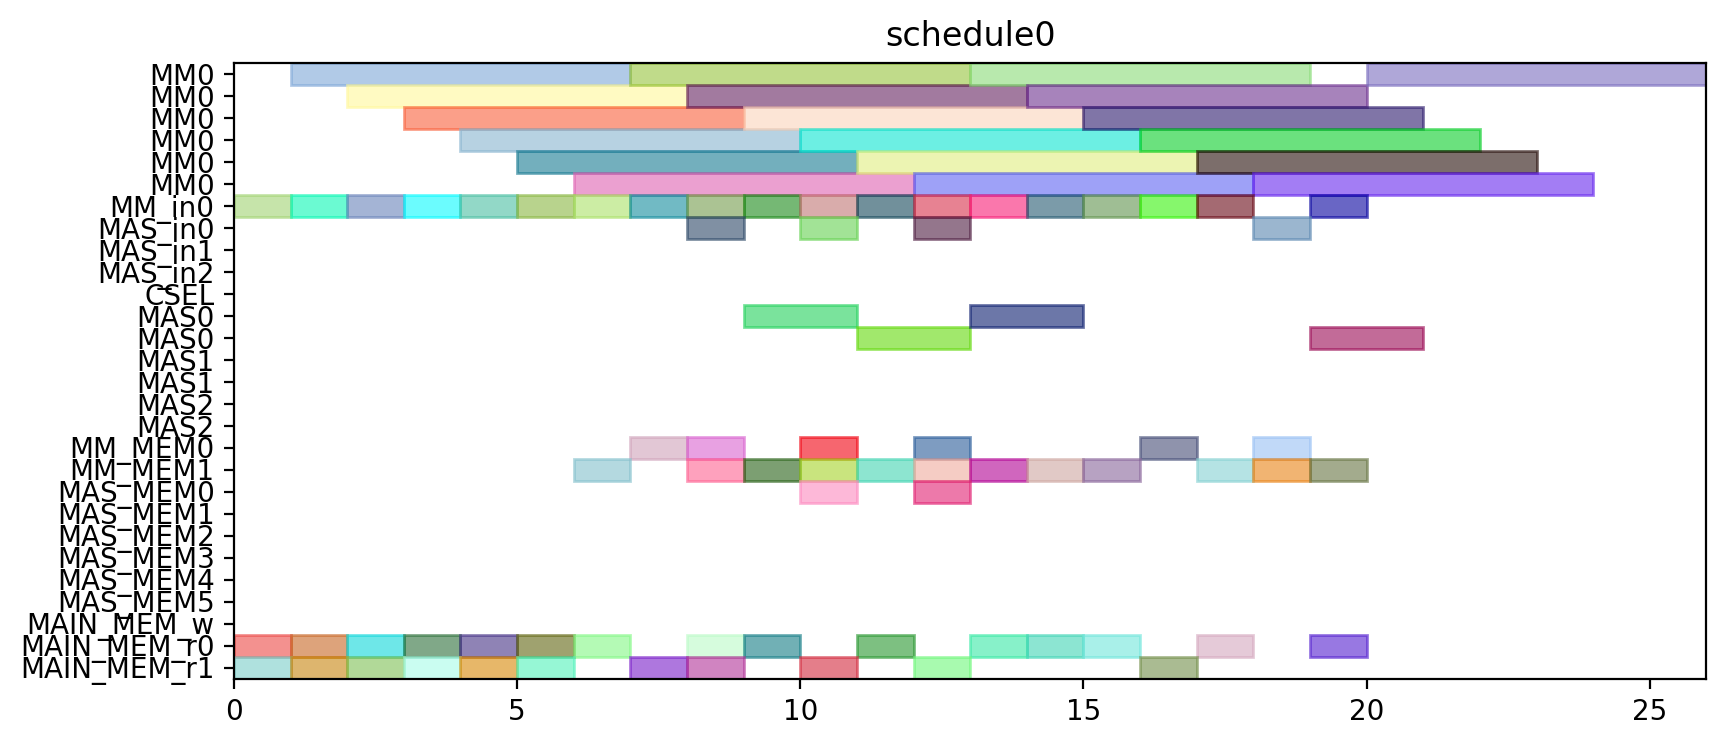 schedule0
MM0
MM0
MM0
MM0
MM0
MM0
MM_in0
MAS_in0
MAS_in1
MAS_in2
CSEL
MAS0
MAS0
MAS1
MAS1
MAS2
MAS2
MM_MEM0
MM_MEM1
MAS_MEM0
MAS_MEM1
MAS_MEM2
MAS_MEM3
MAS_MEM4
MAS_MEM5
MAIN_MEM_w
MAIN_MEM_r0
MAIN_MEM_r1
0 5 10 15 20 25